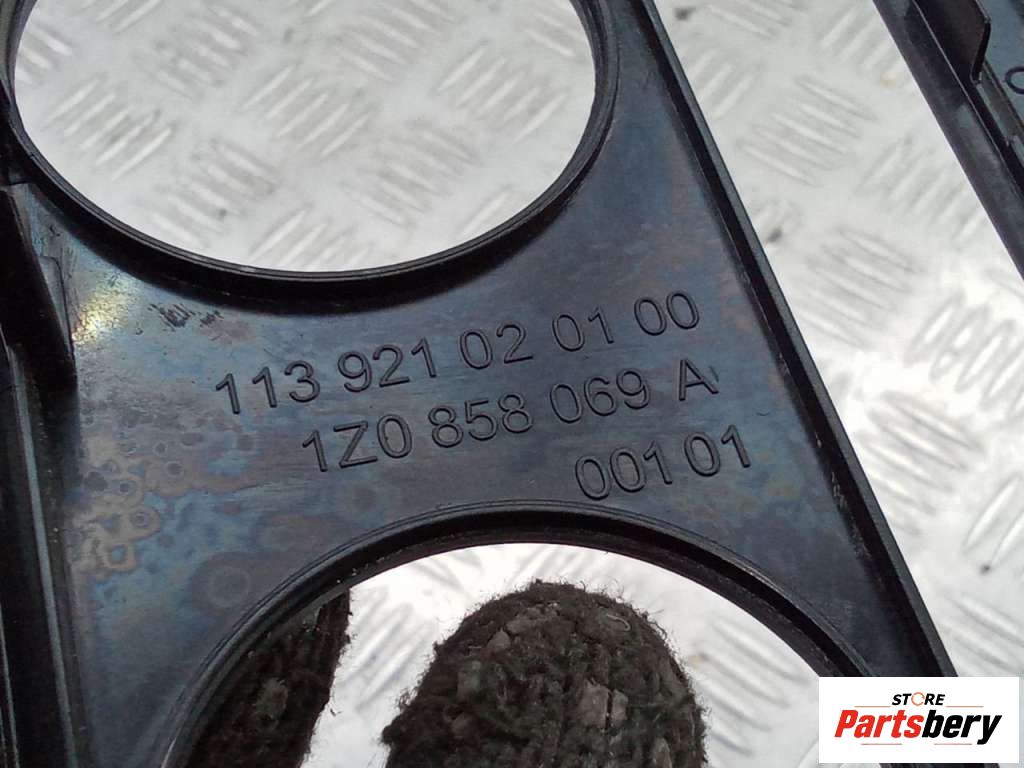 113 921 02 01 00
1Z0 858 069 A
001 01
STORE
Partsbery